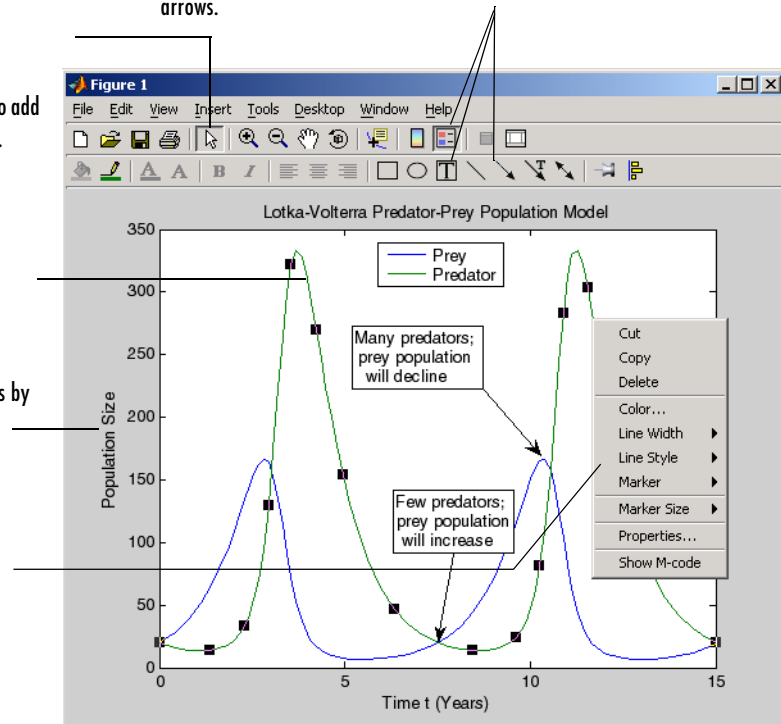 arrows.
o add
.
s by
Figure 1
File Edit View Insert Tools Desktop Window Help
A A B I T T
Lotka-Volterra Predator-Prey Population Model
350
300
250
200
150
100
50
0
Population Size
Prey
Predator
Many predators;
prey population
will decline
Few predators;
prey population
will increase
Cut
Copy
Delete
Color...
Line Width
Line Style
Marker
Marker Size
Properties...
Show M-code
0 5 10 15
Time t (Years)